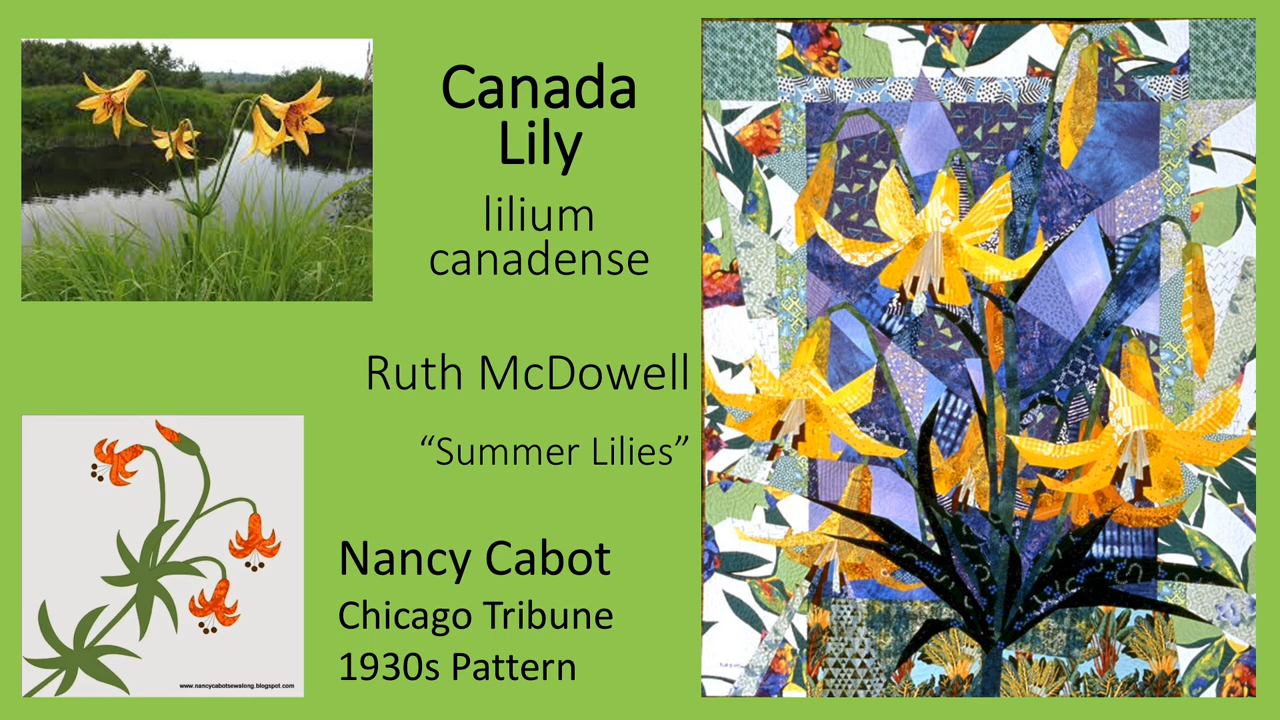 Canada
Lily
lilium
canadense
Ruth McDowell
“Summer Lilies”
Nancy Cabot
Chicago Tribune
1930s Pattern
www.nancycabotsewalong.blogspot.com